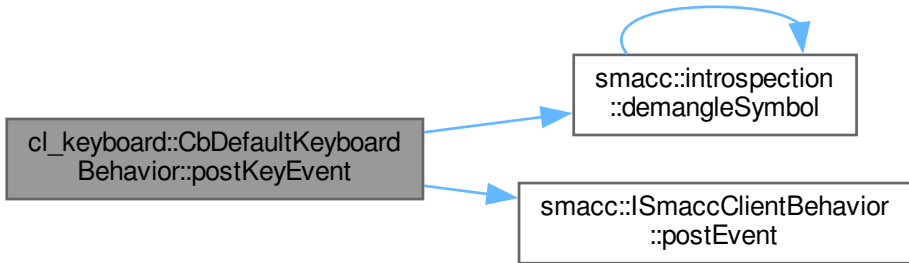 cl_keyboard::CbDefaultKeyboard
Behavior::postKeyEvent
smacc::introspection
::demangleSymbol
smacc::ISmaccClientBehavior
::postEvent